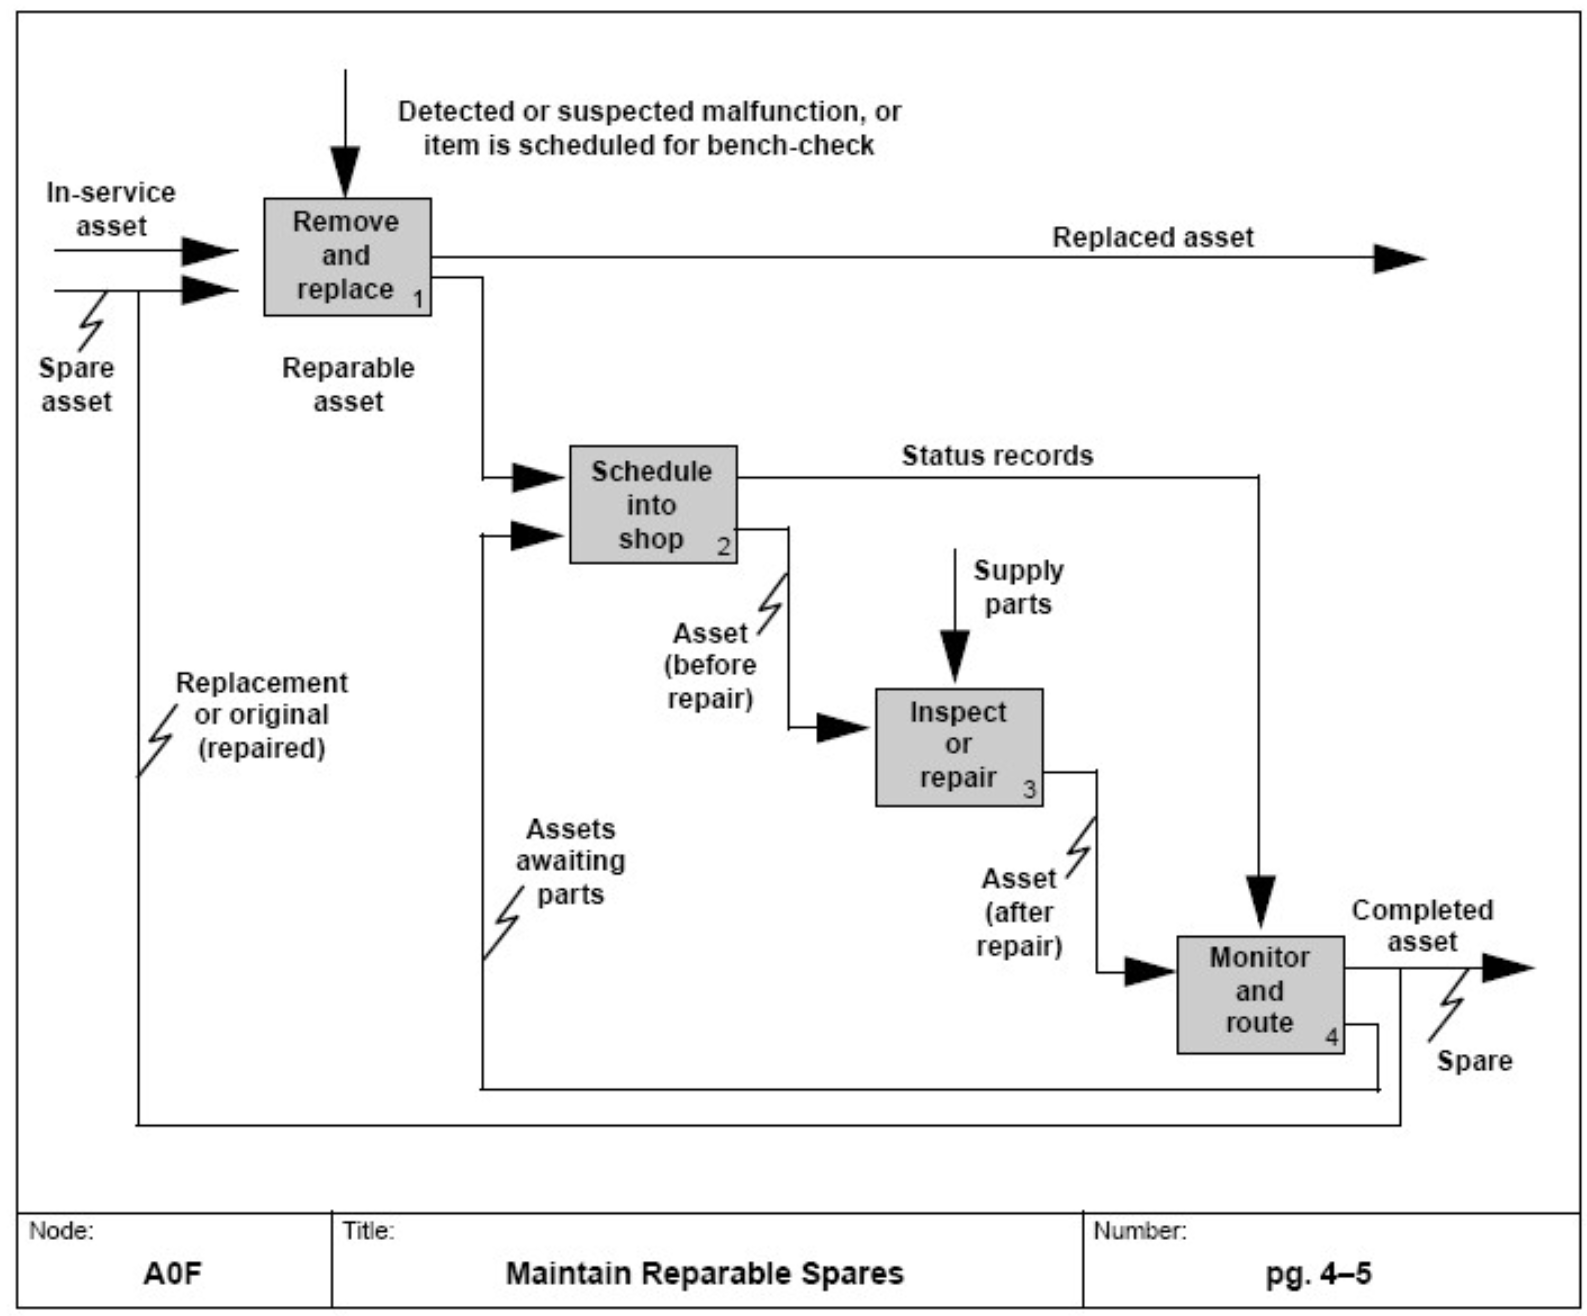 Detected or suspected malfunction, or
item is scheduled for bench-check
In-service
asset
Remove
and
replace
1
Replaced asset
Spare
asset
Reparable
asset
Schedule
into
shop
2
Status records
Supply
parts
Asset
(before
repair)
Replacement
or original
(repaired)
Inspect
or
repair
3
Assets
awaiting
parts
Asset
(after
repair)
Monitor
and
route
4
Completed
asset
Spare
Node:
A0F
Title:
Maintain Reparable Spares
Number:
pg. 4–5